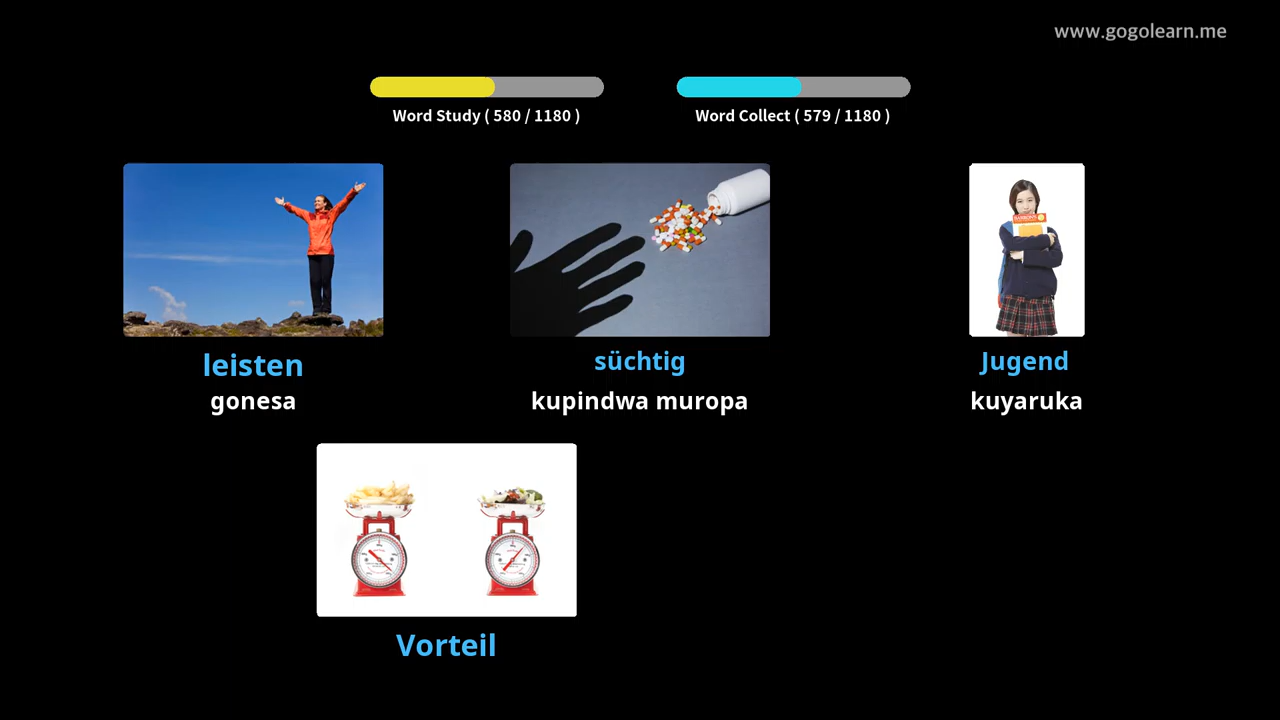 www.gogolearn.me
Word Study ( 580 / 1180 )
Word Collect ( 579 / 1180 )
leisten
gonesa
süchtig
kupindwa muropa
Jugend
kuyaruka
Vorteil